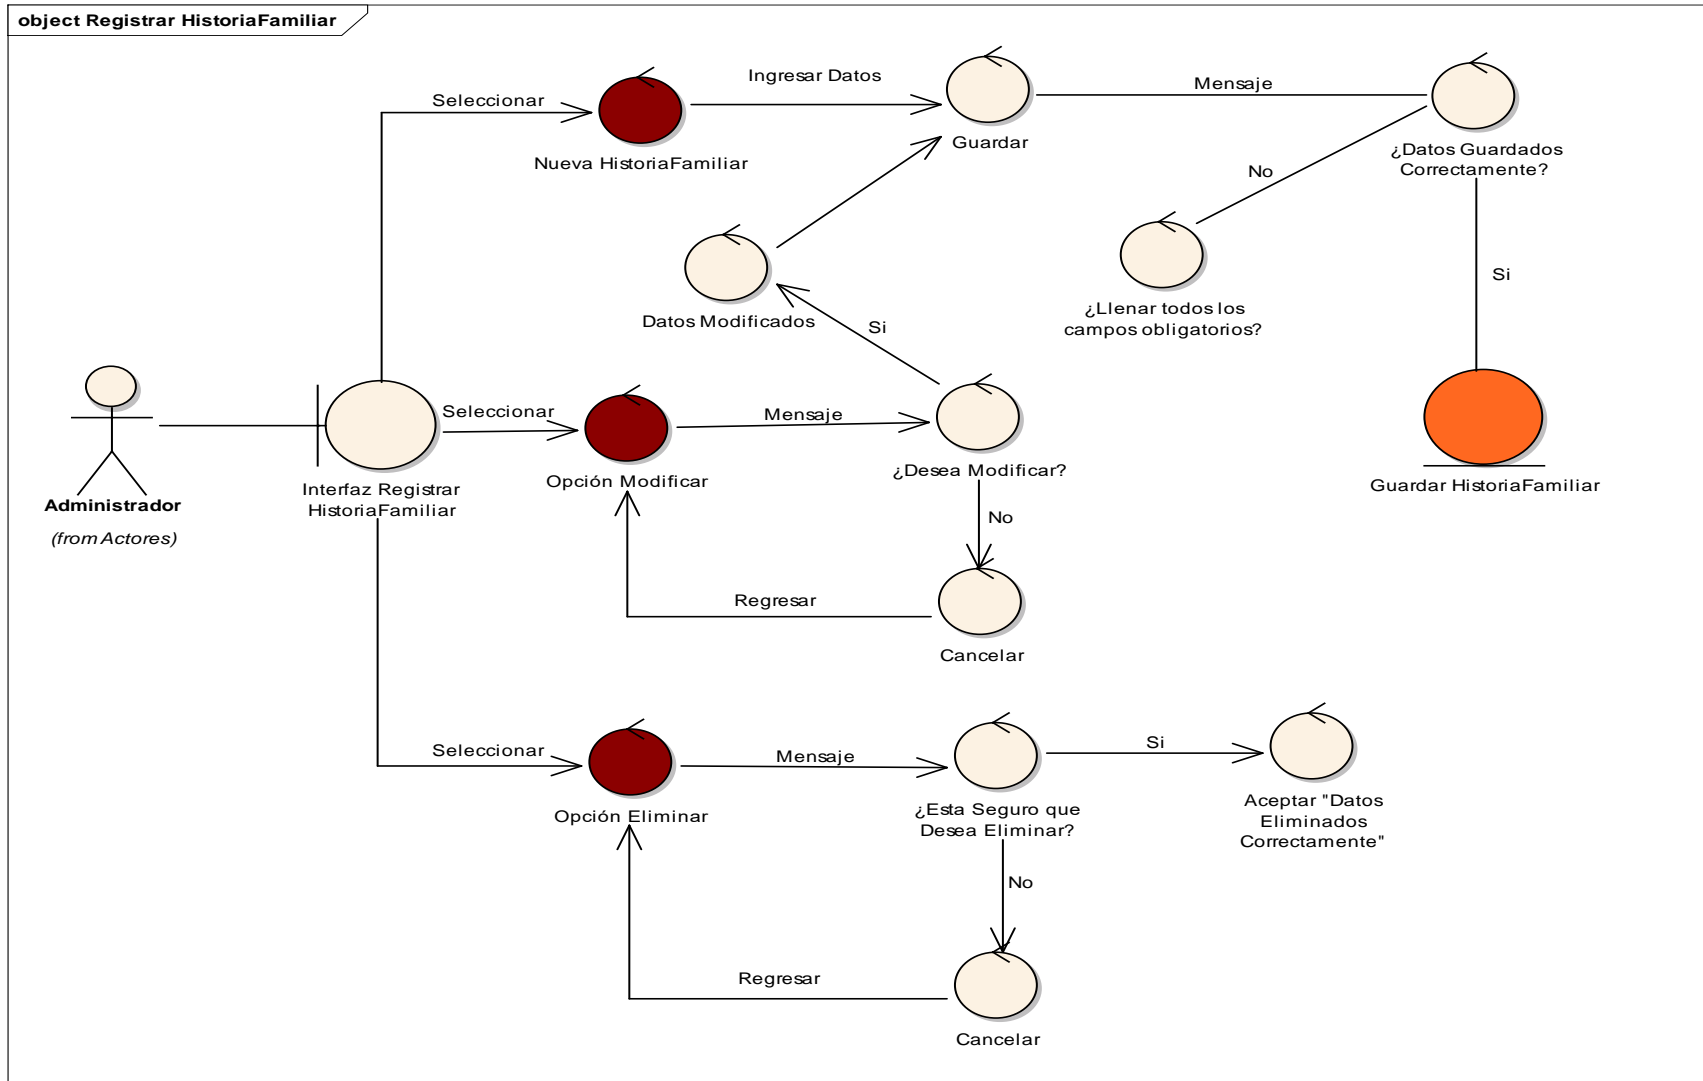 object Registrar HistoriaFamiliar
Seleccionar
Nueva HistoriaFamiliar
Ingresar Datos
Guardar
Mensaje
¿Datos Guardados
Correctamente?
No
¿Llenar todos los
campos obligatorios?
Si
Guardar HistoriaFamiliar
Datos Modificados
Si
Administrador
(from Actores)
Interfaz Registrar
HistoriaFamiliar
Seleccionar
Opción Modificar
Mensaje
¿Desea Modificar?
No
Regresar
Cancelar
Seleccionar
Opción Eliminar
Mensaje
¿Esta Seguro que
Desea Eliminar?
Si
Aceptar "Datos
Eliminados
Correctamente"
No
Regresar
Cancelar